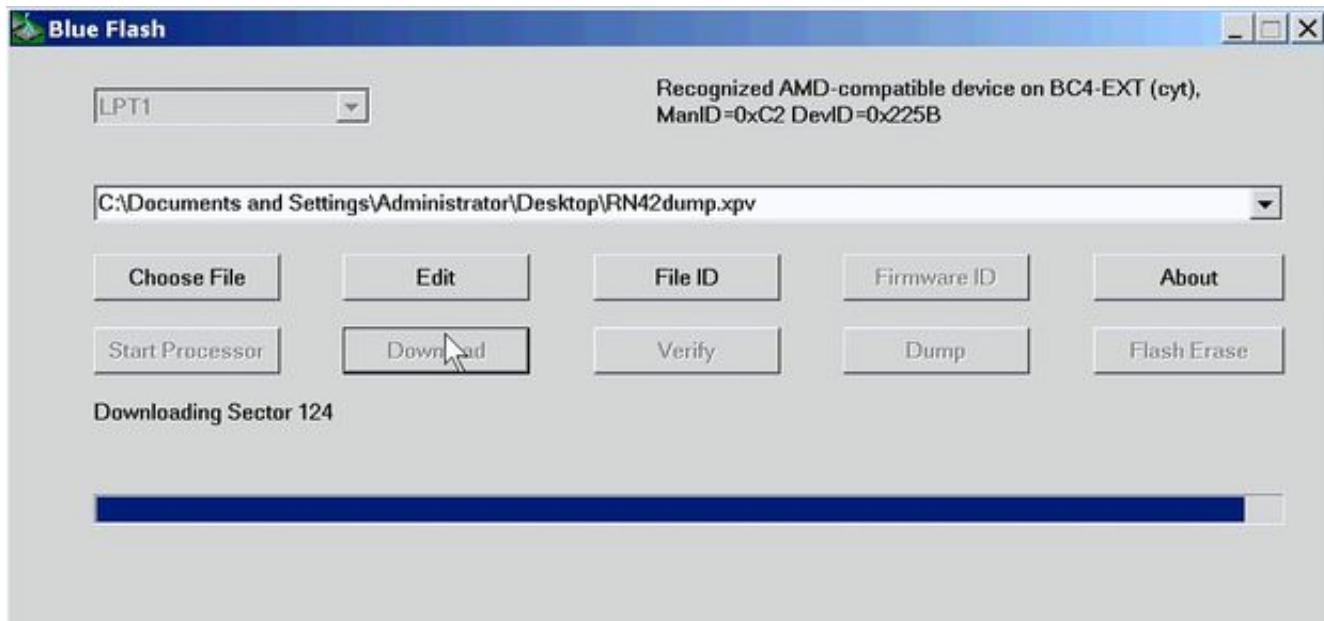 Blue Flash
LPT1
Recognized AMD-compatible device on BC4-EXT (cyt),
ManID=0xC2 DevID=0x225B
C:\Documents and Settings\Administrator\Desktop\RN42dump.xpv
Choose File Edit File ID Firmware ID About
Start Processor Download Verify Dump Flash Erase
Downloading Sector 124